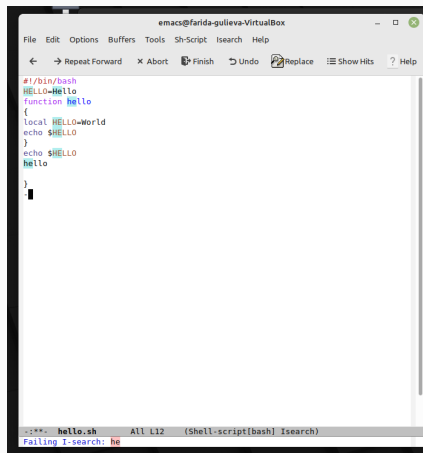 emacs@farida-gulieva-VirtualBox
File Edit Options Buffers Tools Sh-Script Isearch Help
Repeat Forward Abort Finish Undo Replace Show Hits ? Help
#!/bin/bash
HELLO=Hello
function hello
{
local HELLO=World
echo $HELLO
}
echo $HELLO
hello
}
-
-:**- hello.sh All L12 (Shell-script[bash] Isearch)
Failing I-search: he